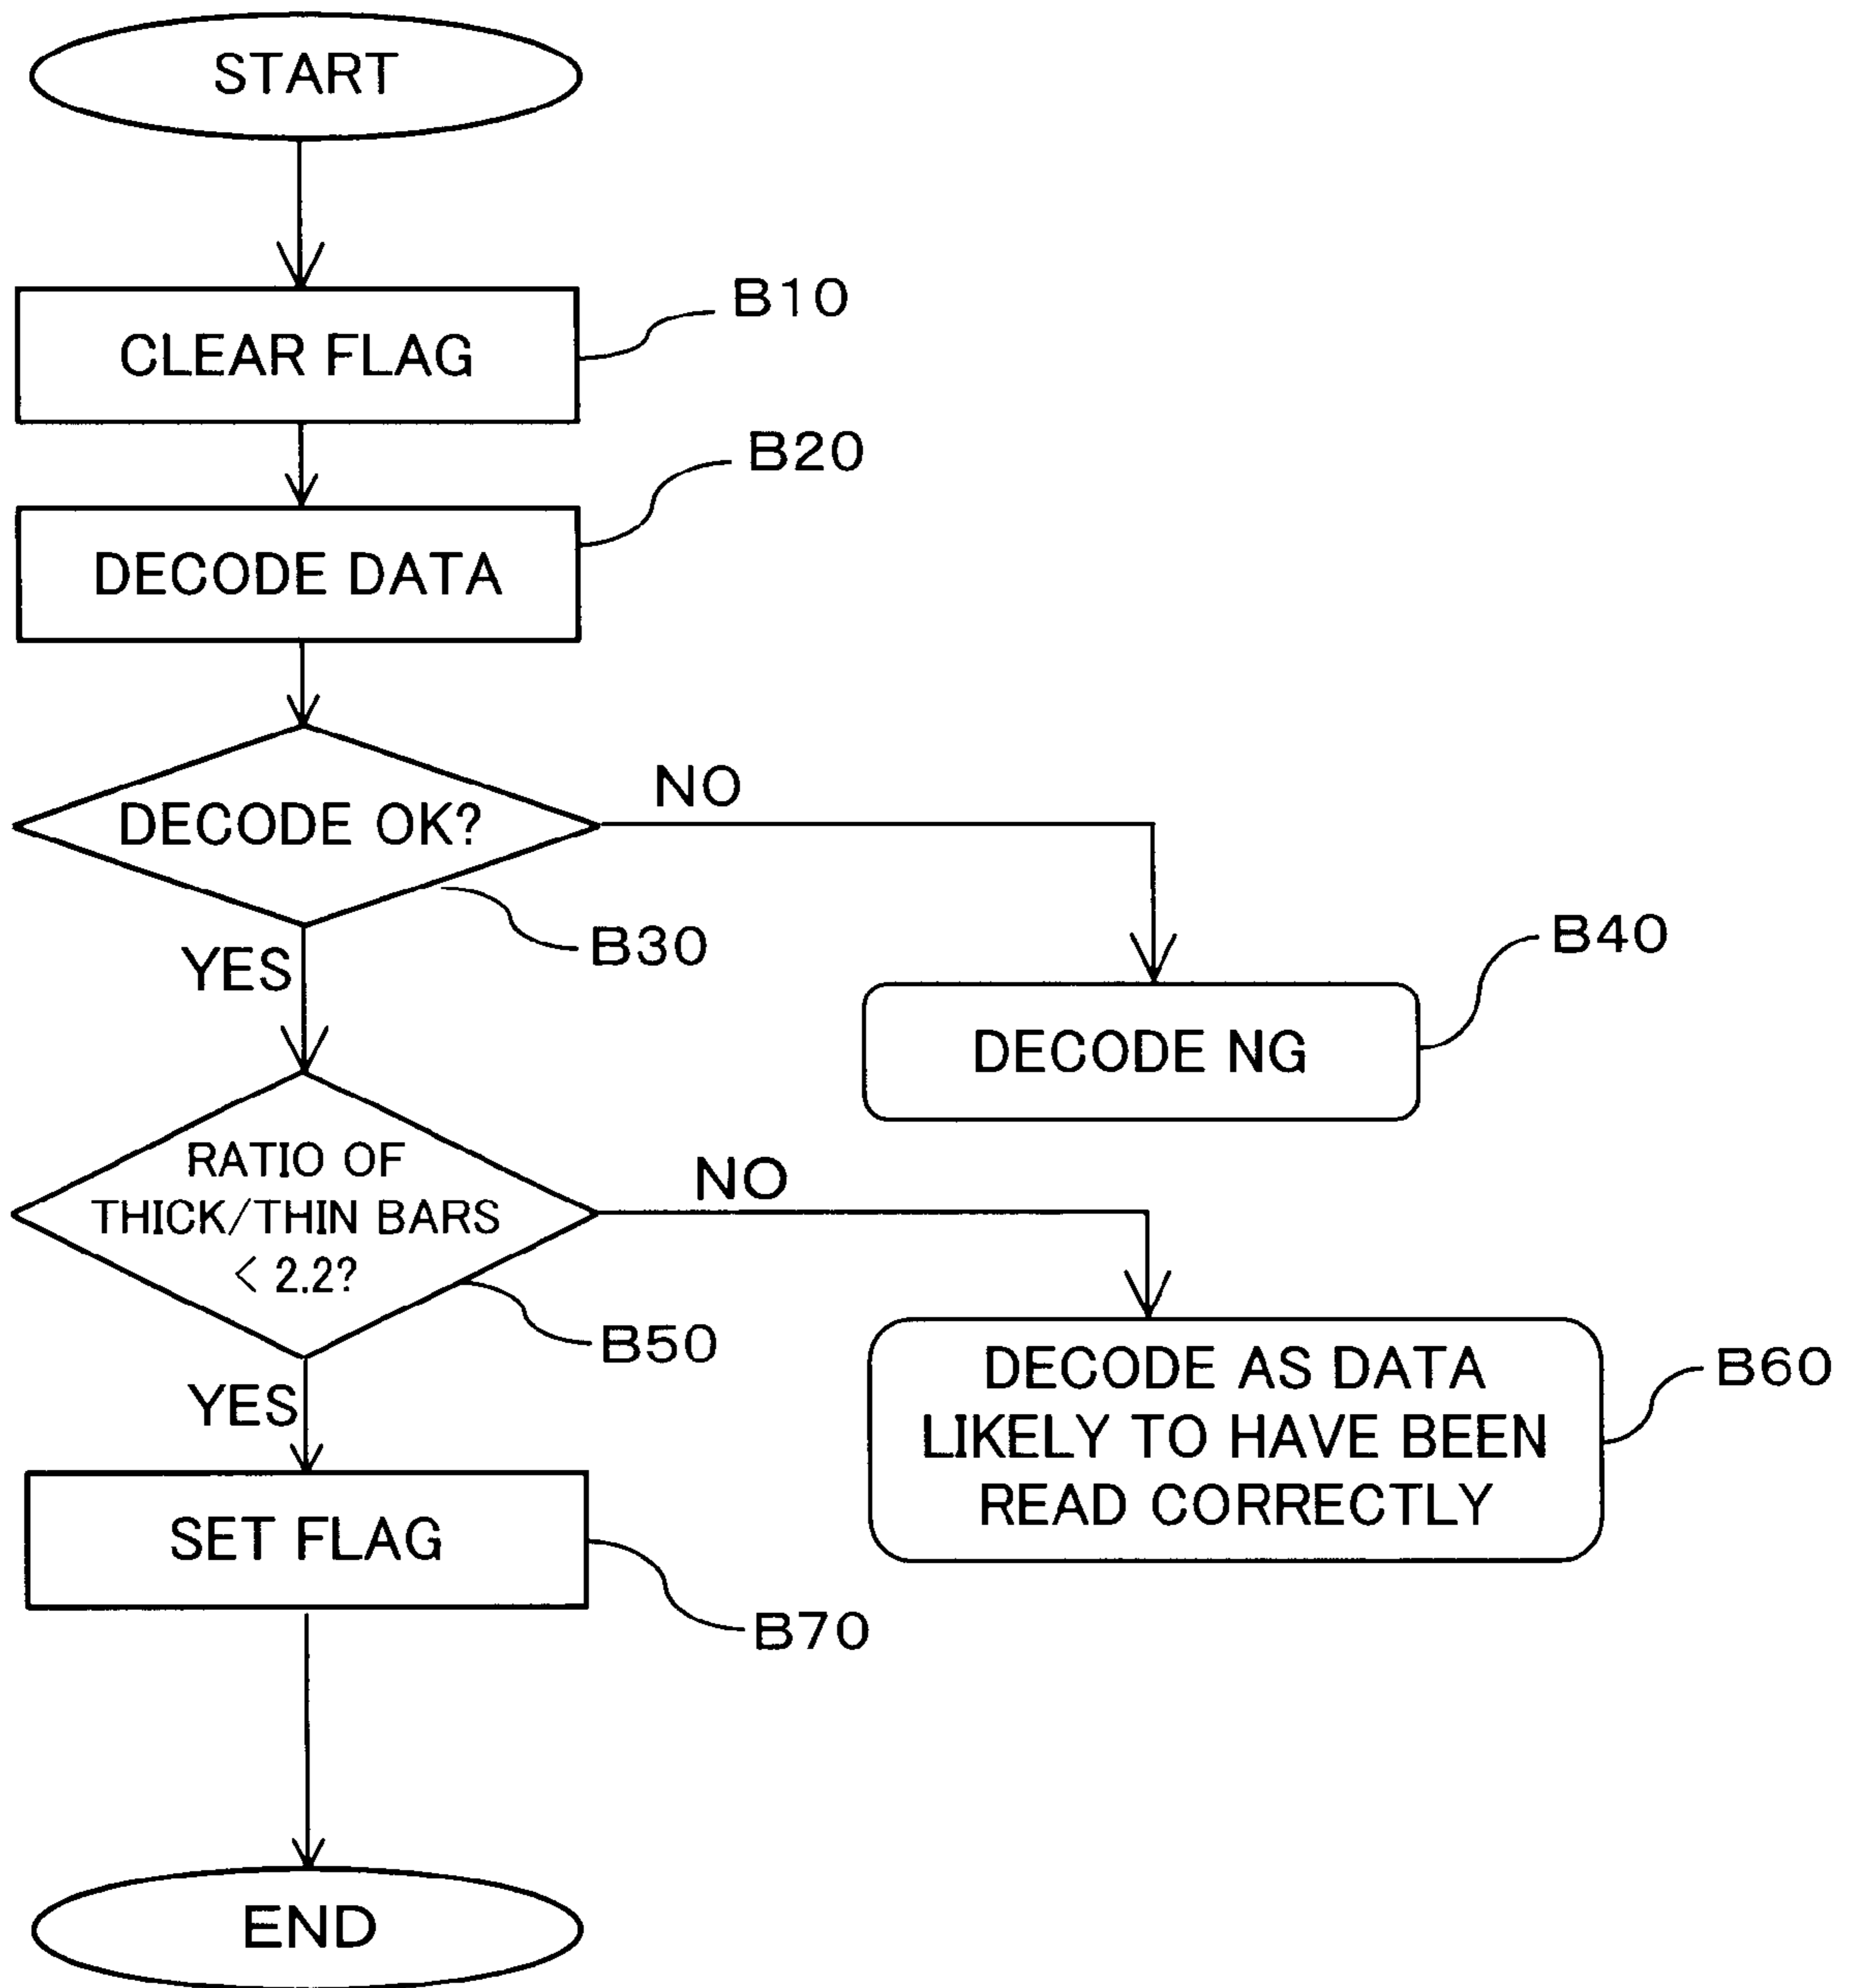 START
CLEAR FLAG
B10
DECODE DATA
B20
DECODE OK?
NO
B30
YES
B40
DECODE NG
RATIO OF
THICK/THIN BARS
< 2.2?
NO
B50
YES
DECODE AS DATA
LIKELY TO HAVE BEEN
READ CORRECTLY
B60
SET FLAG
B70
END